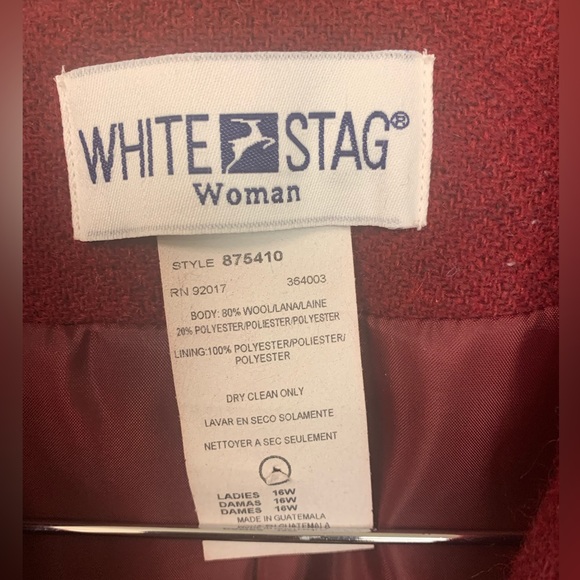 WHITE STAG®
Woman
STYLE 875410
RN 92017 364003
BODY: 80% WOOL/LANA/LAINE
20% POLYESTER/POLIESTER/POLYESTER
LINING:100% POLYESTER/POLIESTER/
POLYESTER
DRY CLEAN ONLY
LAVAR EN SECO SOLAMENTE
NETTOYER A SEC SEULEMENT
LADIES 16W
DAMAS 16W
DAMES 16W
MADE IN GUATEMALA
GUATEMALA